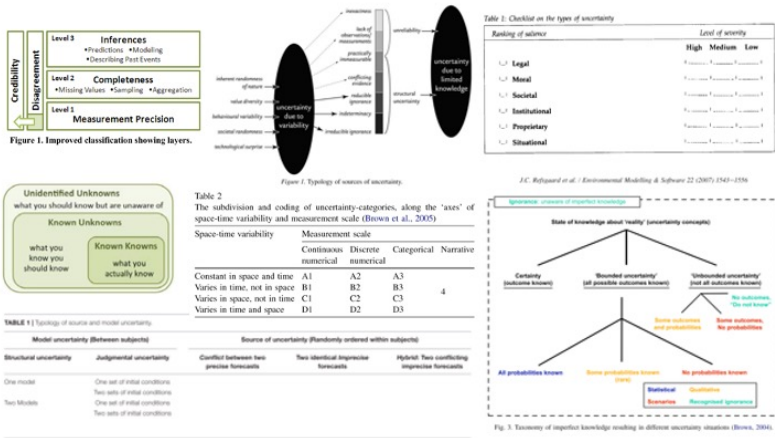 Credibility
Disagreement
Level 3
Inferences
•Predictions •Modeling
•Describing Past Events
Level 2
Completeness
•Missing Values •Sampling •Aggregation
Level 1
Measurement Precision
Figure 1. Improved classification showing layers.
inherent randomness
of nature
value diversity
behavioural variability
societal randomness
technological surprise
uncertainty
due to
variability
inexactness
lack of
observations/
measurements
practically
immeasurable
conflicting
evidence
reducible
ignorance
indeterminacy
irreducible ignorance
unreliability
structural
uncertainty
uncertainty
due to
limited
knowledge
Figure 1. Typology of sources of uncertainty.
Table 1: Checklist on the types of uncertainty
Ranking of salience
Level of severity
High Medium Low
Legal
Moral
Societal
Institutional
Proprietary
Situational
Unidentified Unknowns
what you should know but are unaware of
Known Unknowns
what you
know you
should know
Known Knowns
what you
actually know
Table 2
The subdivision and coding of uncertainty-categories, along the 'axes' of
space-time variability and measurement scale (Brown et al., 2005)
Space-time variability Measurement scale
Continuous numerical Discrete numerical Categorical Narrative
Constant in space and time A1 A2 A3
Varies in time, not in space B1 B2 B3
4
Varies in space, not in time C1 C2 C3
Varies in time and space D1 D2 D3
J.C. Refsgaard et al. / Environmental Modelling & Software 22 (2007) 1543–1556
Ignorance: unaware of imperfect knowledge
State of knowledge about 'reality' (uncertainty concepts)
Certainty
(outcome known)
'Bounded uncertainty'
(all possible outcomes known)
'Unbounded uncertainty'
(not all outcomes known)
No outcomes,
"Do not know"
Some outcomes
and probabilities
Some outcomes,
No probabilities
All probabilities known
Some probabilities known
(rare)
No probabilities known
Statistical Qualitative
Scenarios Recognised ignorance
Fig. 3. Taxonomy of imperfect knowledge resulting in different uncertainty situations (Brown, 2004).
TABLE 1 | Typology of source and model uncertainty.
Model uncertainty (Between subjects) Source of uncertainty (Randomly ordered within subjects)
Structural uncertainty Judgmental uncertainty Conflict between two precise forecasts Two identical imprecise forecasts Hybrid: Two conflicting imprecise forecasts
One model One set of initial conditions
Two sets of initial conditions
Two Models One set of initial conditions
Two sets of initial conditions